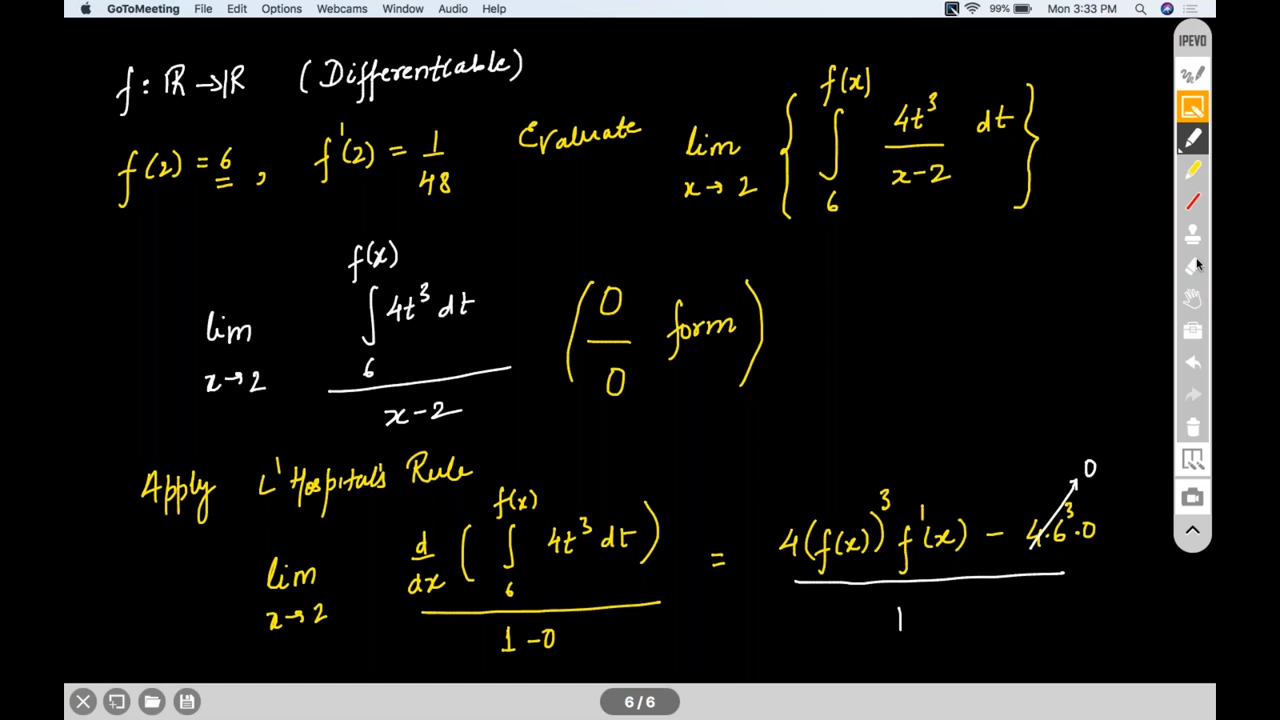 GoToMeeting File Edit Options Webcams Window Audio Help 99% Mon 3:33 PM
IPEVO
f : ℝ → ℝ (Differentiable)
f(2) = 6, f'(2) = 1/48 Evaluate lim x→2 { ∫_6^f(x) 4t³/(x-2) dt }
lim x→2 ∫_6^f(x) 4t³ dt / x-2 (0/0 form)
Apply L'Hospital's Rule
lim x→2 d/dx ( ∫_6^f(x) 4t³ dt ) / 1-0 = 4(f(x))³ f'(x) - 4·6³·0 / 1
0
6/6